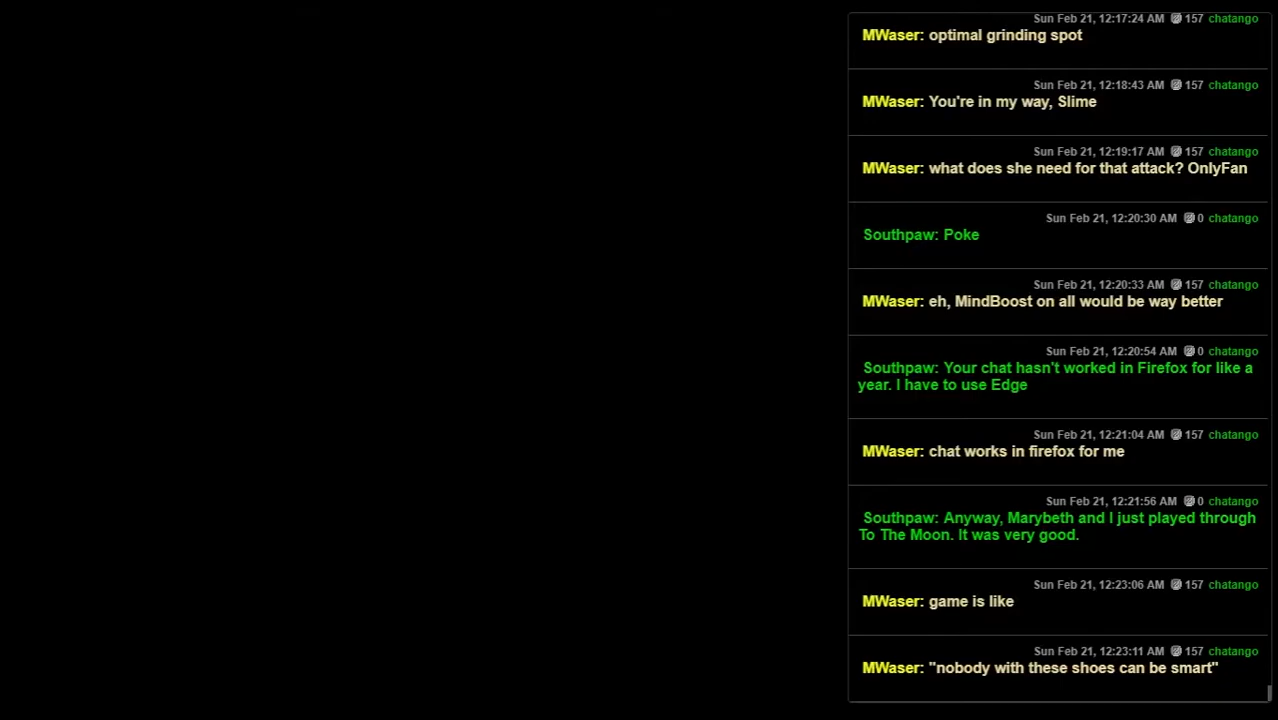 Sun Feb 21, 12:17:24 AM 157 chatango
MWaser: optimal grinding spot
Sun Feb 21, 12:18:43 AM 157 chatango
MWaser: You're in my way, Slime
Sun Feb 21, 12:19:17 AM 157 chatango
MWaser: what does she need for that attack? OnlyFan
Sun Feb 21, 12:20:30 AM 0 chatango
Southpaw: Poke
Sun Feb 21, 12:20:33 AM 157 chatango
MWaser: eh, MindBoost on all would be way better
Sun Feb 21, 12:20:54 AM 0 chatango
Southpaw: Your chat hasn't worked in Firefox for like a
year. I have to use Edge
Sun Feb 21, 12:21:04 AM 157 chatango
MWaser: chat works in firefox for me
Sun Feb 21, 12:21:56 AM 0 chatango
Southpaw: Anyway, Marybeth and I just played through
To The Moon. It was very good.
Sun Feb 21, 12:23:06 AM 157 chatango
MWaser: game is like
Sun Feb 21, 12:23:11 AM 157 chatango
MWaser: "nobody with these shoes can be smart"